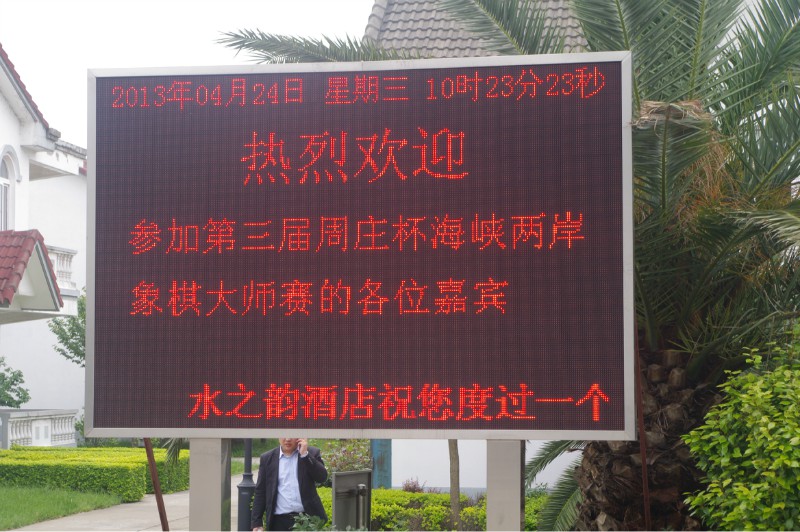 2013年04月24日 星期三 10时23分23秒
热烈欢迎
参加第三届周庄杯海峡两岸
象棋大师赛的各位嘉宾
水之韵酒店祝您度过一个